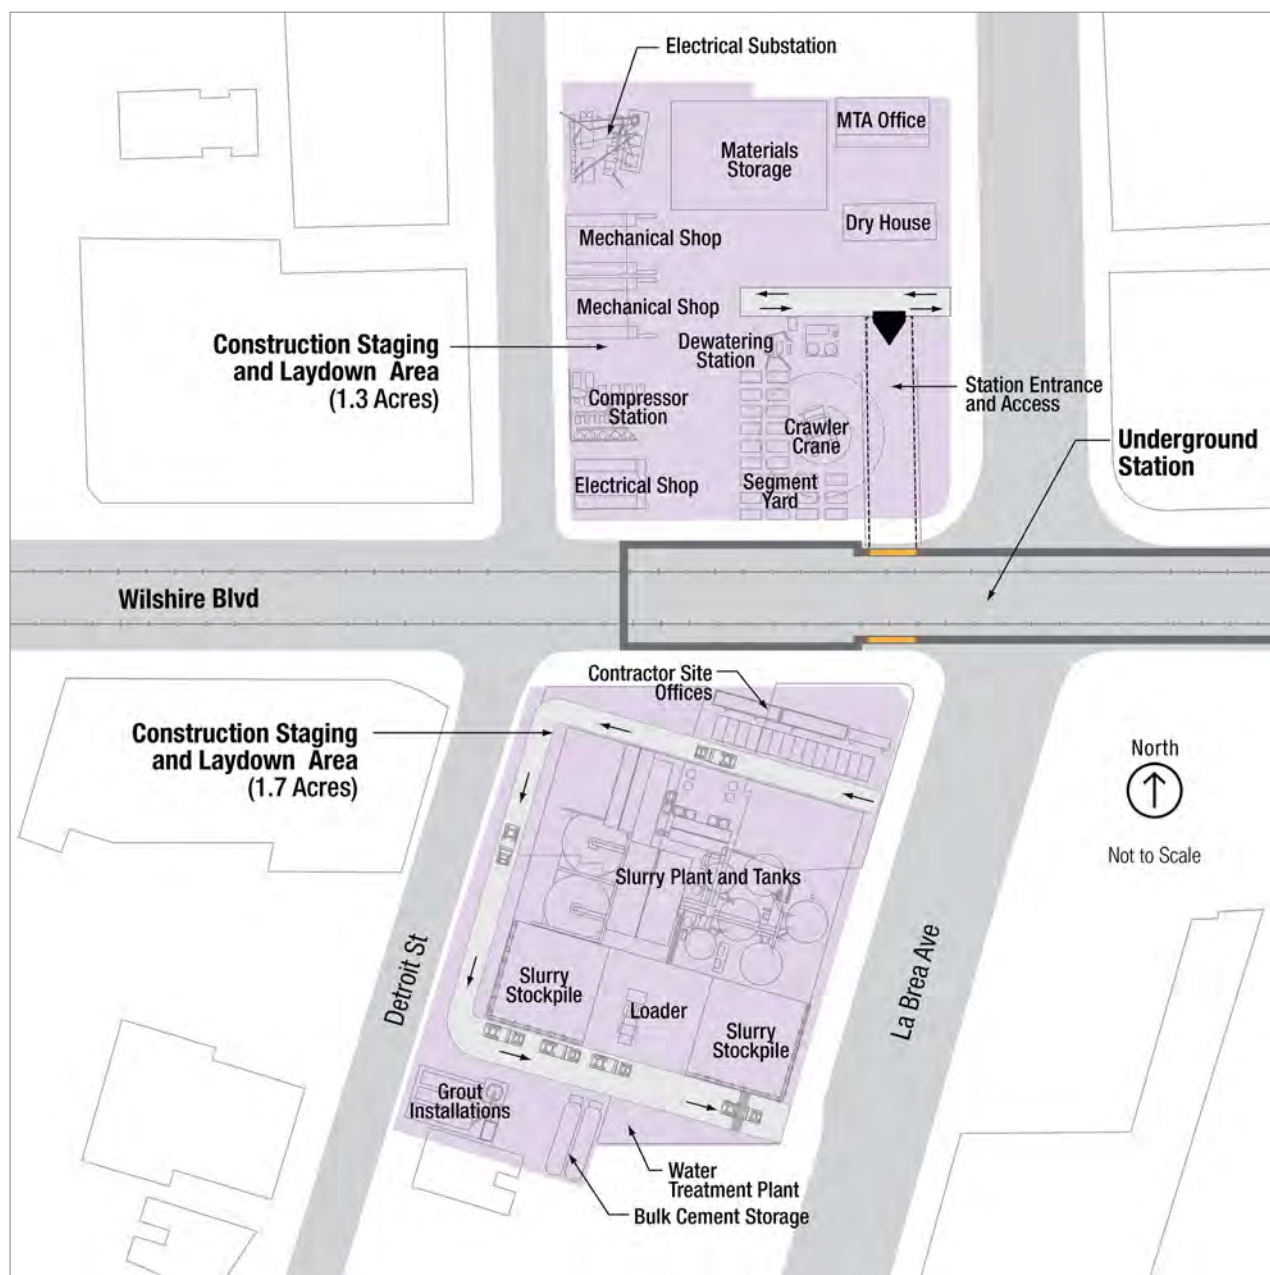 Electrical Substation
MTA Office
Materials
Storage
Dry House
Mechanical Shop
Mechanical Shop
Construction Staging
and Laydown Area
(1.3 Acres)
Dewatering
Station
Station Entrance
and Access
Compressor
Station
Crawler
Crane
Underground
Station
Electrical Shop
Segment
Yard
Wilshire Blvd
Contractor Site
Offices
Construction Staging
and Laydown Area
(1.7 Acres)
North
Not to Scale
Slurry Plant and Tanks
Detroit St
La Brea Ave
Slurry
Stockpile
Loader
Slurry
Stockpile
Grout
Installations
Water
Treatment Plant
Bulk Cement Storage